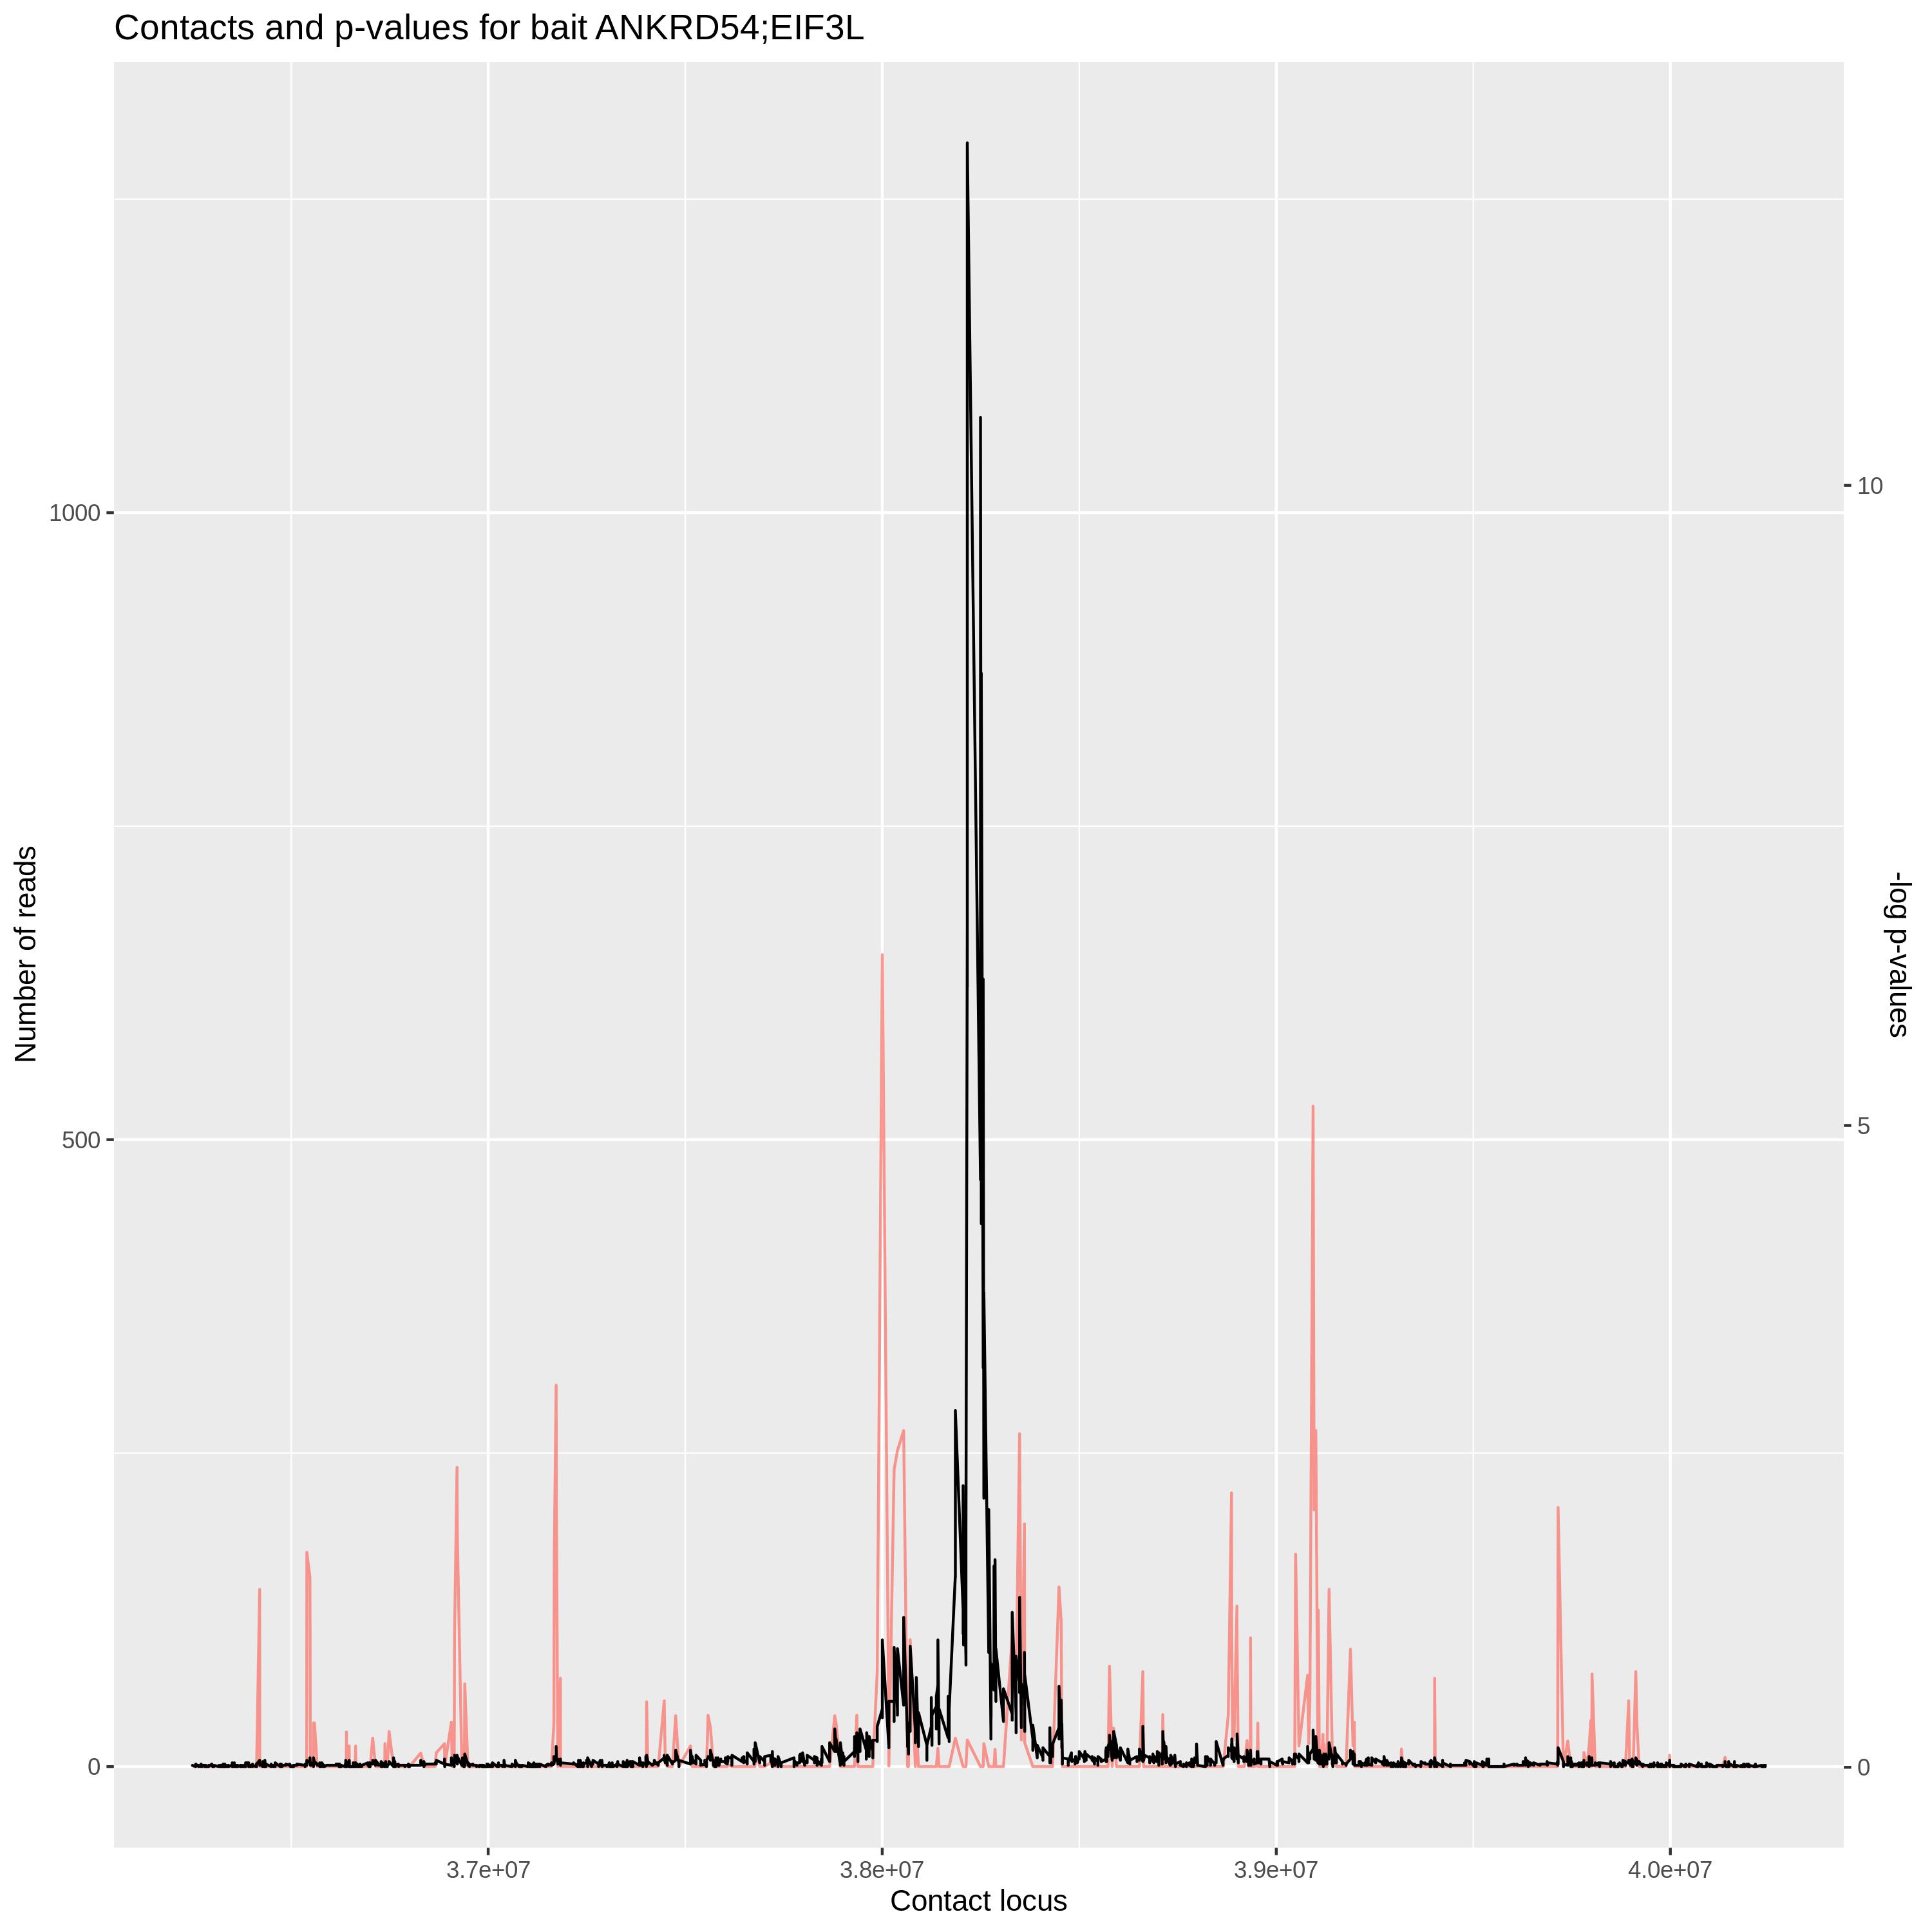 Contacts and p-values for bait ANKRD54;EIF3L
Number of reads
1000
500
0
10
5
0
-log p-values
3.7e+07
3.8e+07
3.9e+07
4.0e+07
Contact locus